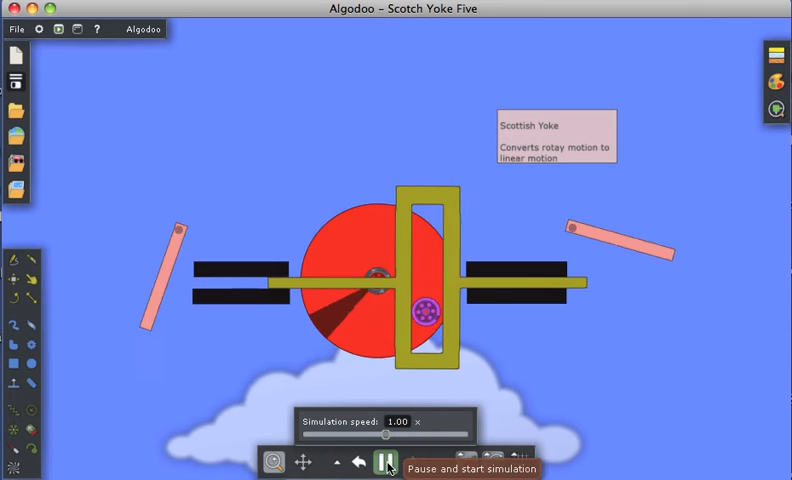 Algodoo - Scotch Yoke Five
File ? Algodoo
Scottish Yoke
Converts rotay motion to
linear motion
Simulation speed: 1.00 x
Pause and start simulation